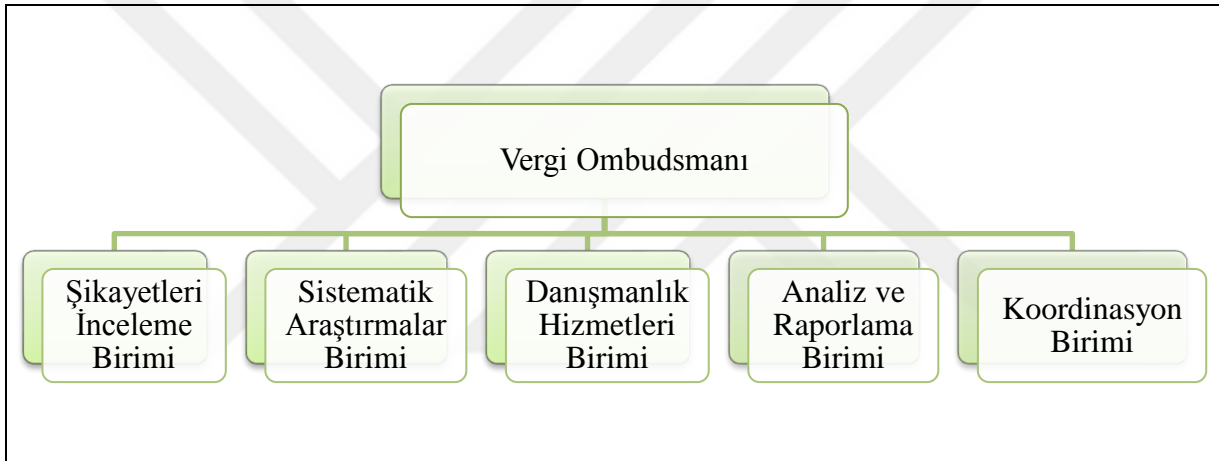 Vergi Ombudsmanı
Şikayetleri
İnceleme
Birimi
Sistematik
Araştırmalar
Birimi
Danışmanlık
Hizmetleri
Birimi
Analiz ve
Raporlama
Birimi
Koordinasyon
Birimi